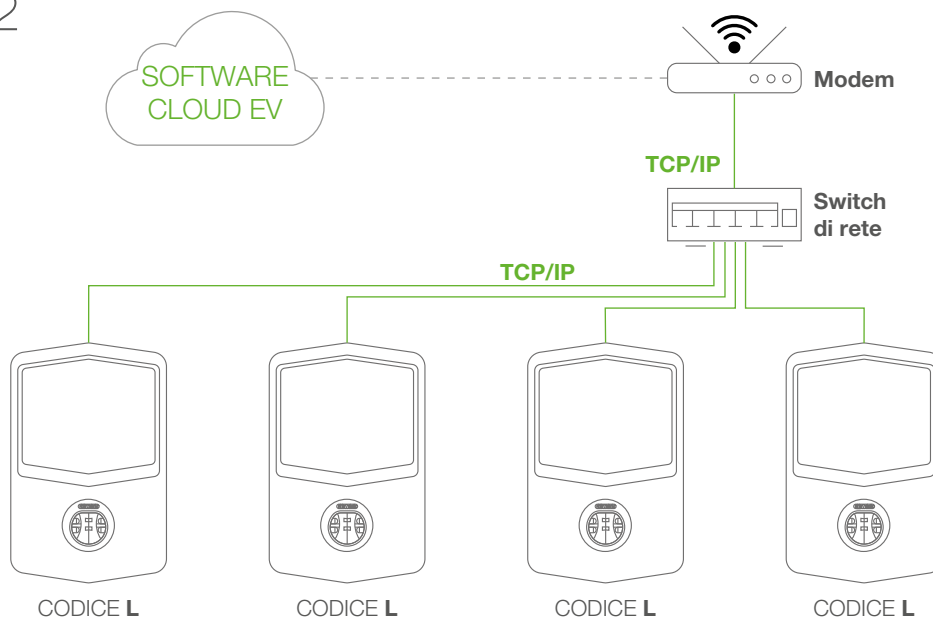 2
SOFTWARE
CLOUD EV
Modem
TCP/IP
Switch
di rete
TCP/IP
CODICE L
CODICE L
CODICE L
CODICE L